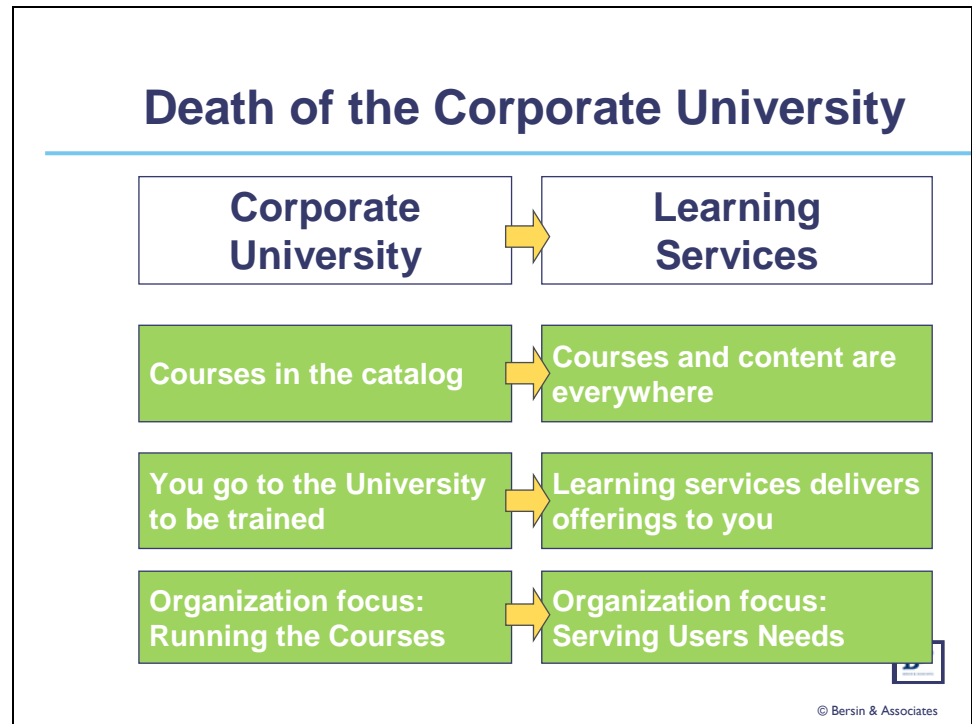 Death of the Corporate University
Corporate
University
Learning
Services
Courses in the catalog
Courses and content are
everywhere
You go to the University
to be trained
Learning services delivers
offerings to you
Organization focus:
Running the Courses
Organization focus:
Serving Users Needs
© Bersin & Associates